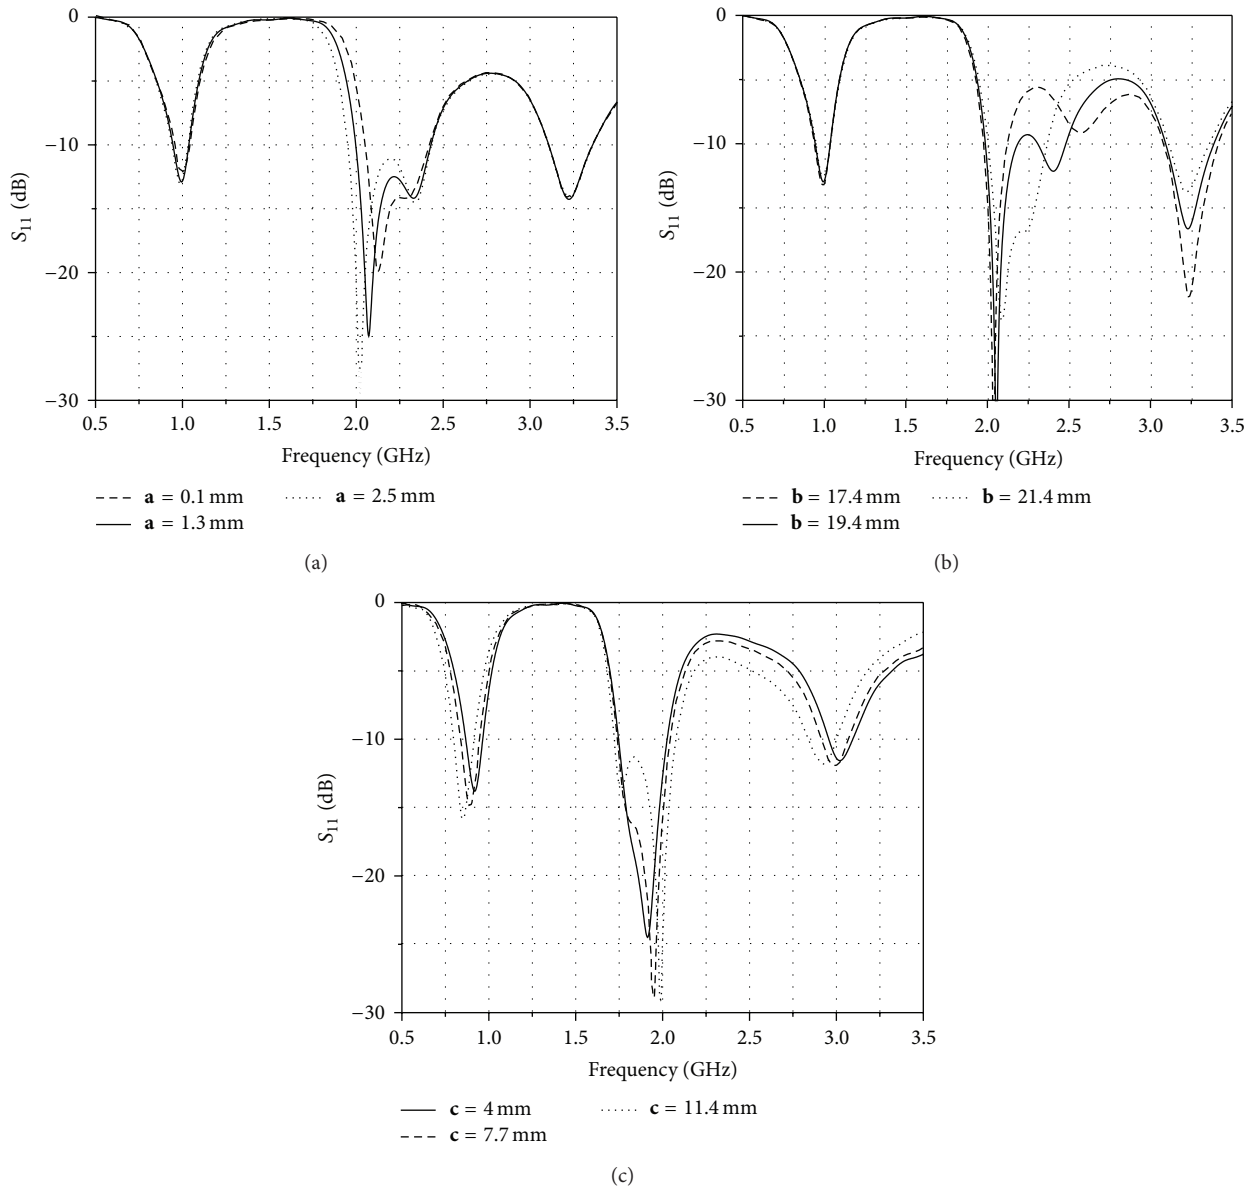 0
−10
−20
−30
S11 (dB)
0.5 1.0 1.5 2.0 2.5 3.0 3.5
Frequency (GHz)
a = 0.1 mm
a = 2.5 mm
a = 1.3 mm
(a)
0
−10
−20
−30
S11 (dB)
0.5 1.0 1.5 2.0 2.5 3.0 3.5
Frequency (GHz)
b = 17.4 mm
b = 21.4 mm
b = 19.4 mm
(b)
0
−10
−20
−30
S11 (dB)
0.5 1.0 1.5 2.0 2.5 3.0 3.5
Frequency (GHz)
c = 4 mm
c = 11.4 mm
c = 7.7 mm
(c)